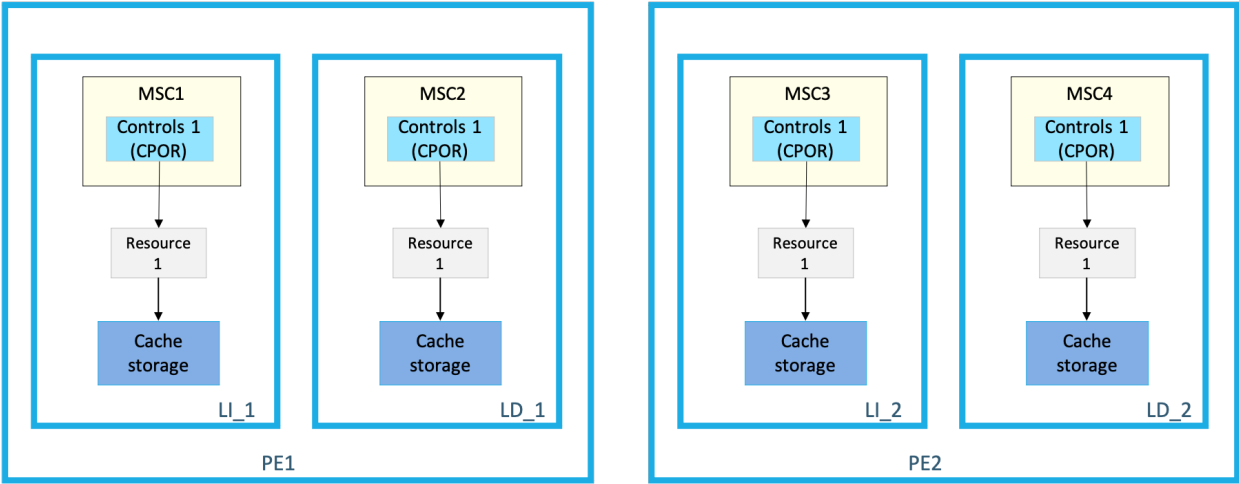 MSC1
Controls 1
(CPOR)
Resource
1
Cache
storage
LI_1
MSC2
Controls 1
(CPOR)
Resource
1
Cache
storage
LD_1
PE1
MSC3
Controls 1
(CPOR)
Resource
1
Cache
storage
LI_2
MSC4
Controls 1
(CPOR)
Resource
1
Cache
storage
LD_2
PE2